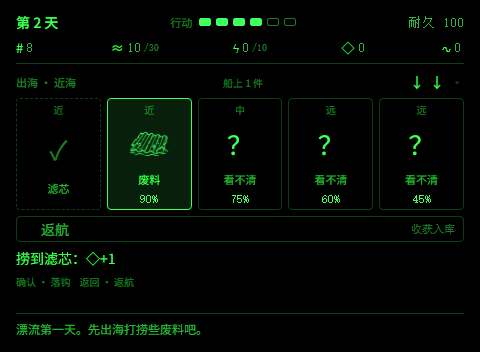 第 2 天 行动 耐久 100
# 8 ≈ 10 /30 ϟ 0 /10 ◇ 0 ∿ 0
出海 · 近海 船上 1 件 ↓ ↓ ·
近 近 中 远 远
✓ ? ? ?
滤芯 废料 看不清 看不清 看不清
90% 75% 60% 45%
返航 收获入库
捞到滤芯: ◇+1
确认 · 落钩 返回 · 返航
漂流第一天。先出海打捞些废料吧。